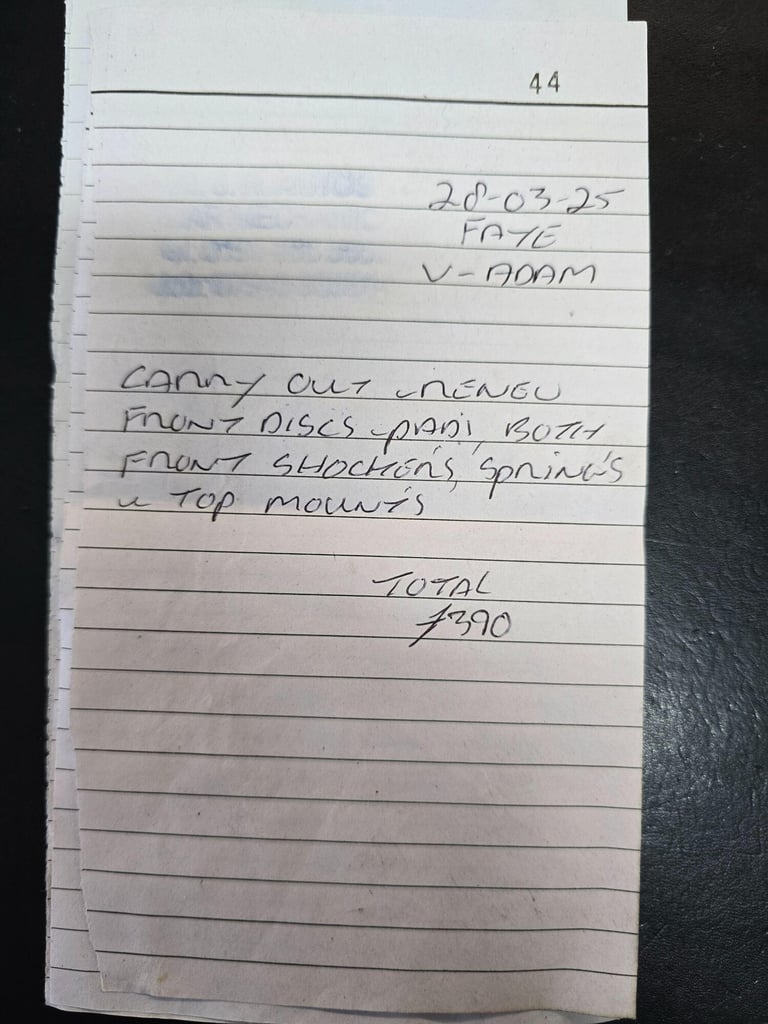 44
28-03-25
FAYE
V-ADAM
CARRY OUT & RENEW
FRONT DISCS & PADS, BOTH
FRONT SHOCKERS, SPRINGS
& TOP MOUNTS
TOTAL
£390